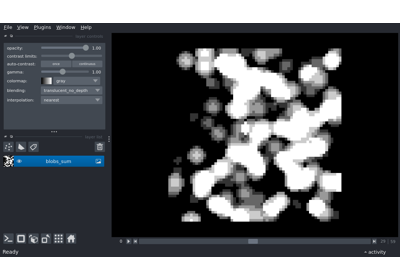 File View Plugins Window Help
opacity: 1.00
contrast limits:
auto-contrast: once continuous
gamma: 1.00
colormap: gray
blending: translucent_no_depth
interpolation: nearest
blobs_sum
Ready
activity